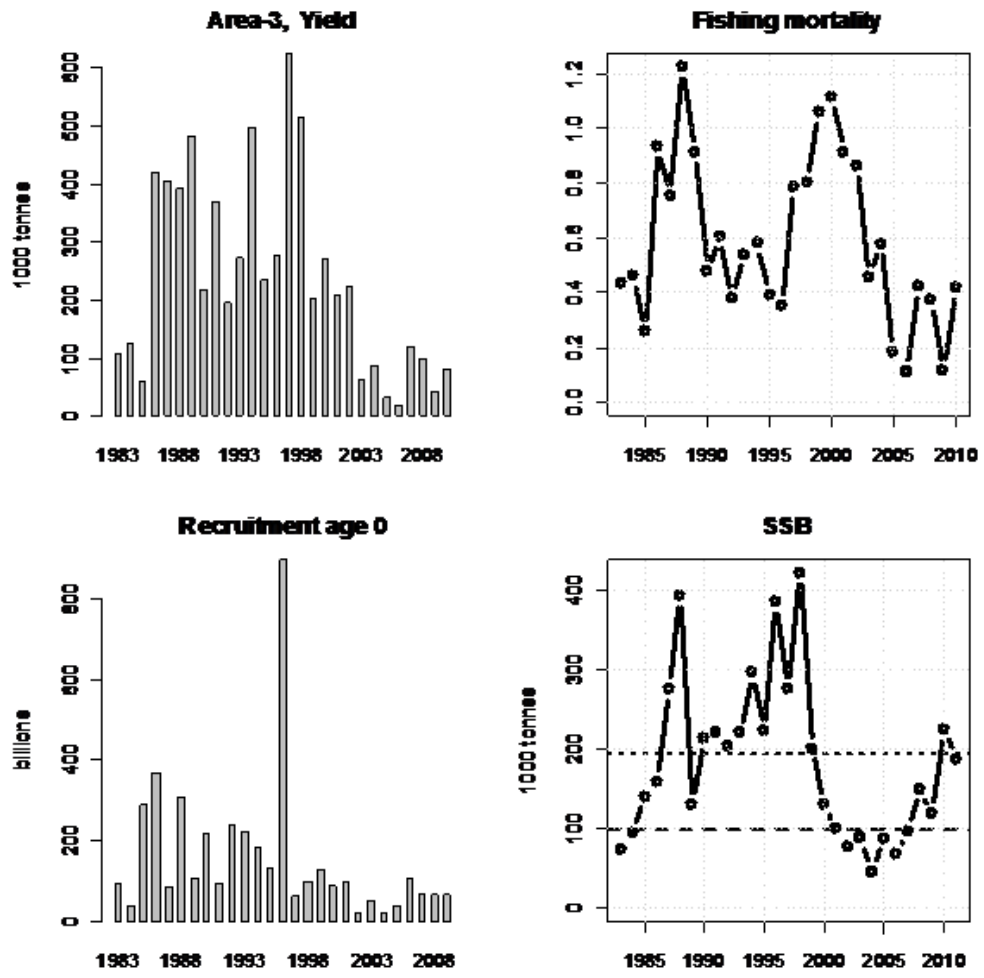 Area-3, Yield
1000 tonnes
0 100 200 300 400 500 600
1983 1988 1993 1998 2003 2008
Fishing mortality
0.0 0.2 0.4 0.6 0.8 1.0 1.2
1985 1990 1995 2000 2005 2010
Recruitment age 0
billions
0 200 400 600 800
1983 1988 1993 1998 2003 2008
SSB
1000 tonnes
0 100 200 300 400
1985 1990 1995 2000 2005 2010